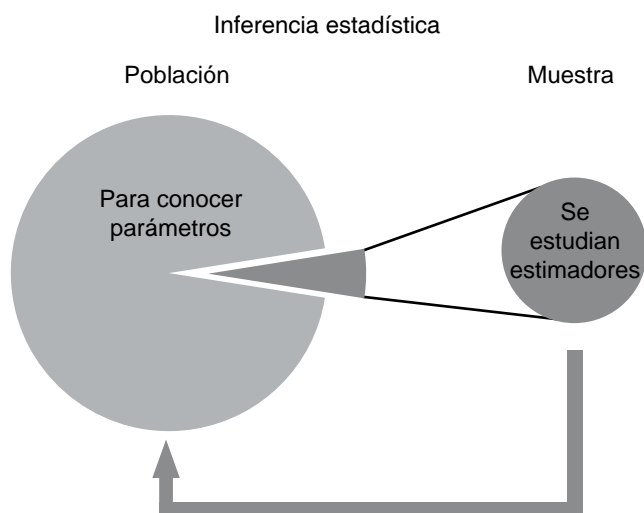 Inferencia estadística
Población
Muestra
Para conocer
parámetros
Se
estudian
estimadores